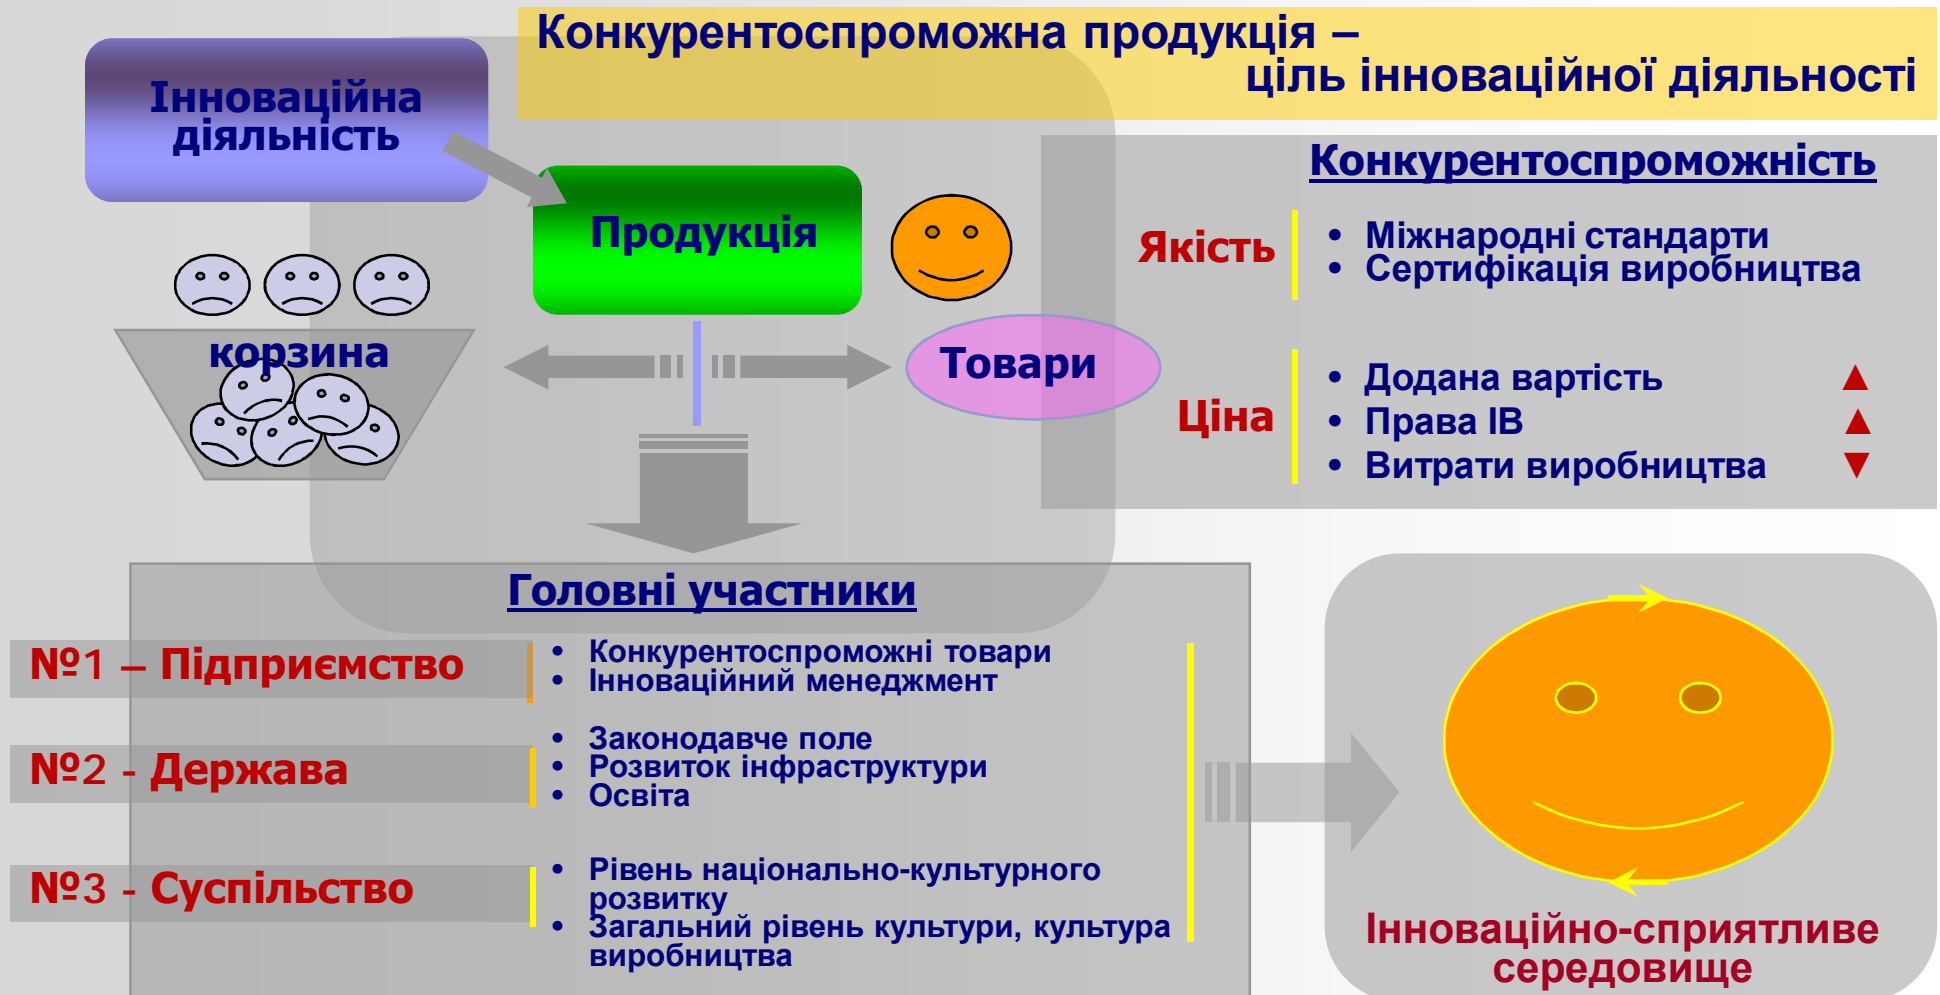 Конкурентоспроможна продукція –
ціль інноваційної діяльності
Інноваційна
діяльність
Продукція
корзина
Товари
Конкурентоспроможність
Якість
• Міжнародні стандарти
• Сертифікація виробництва
Ціна
• Додана вартість ▲
• Права ІВ ▲
• Витрати виробництва ▼
Головні участники
№1 – Підприємство
• Конкурентоспроможні товари
• Інноваційний менеджмент
№2 - Держава
• Законодавче поле
• Розвиток інфраструктури
• Освіта
№3 - Суспільство
• Рівень національно-культурного
розвитку
• Загальний рівень культури, культура
виробництва
Інноваційно-сприятливе
середовище